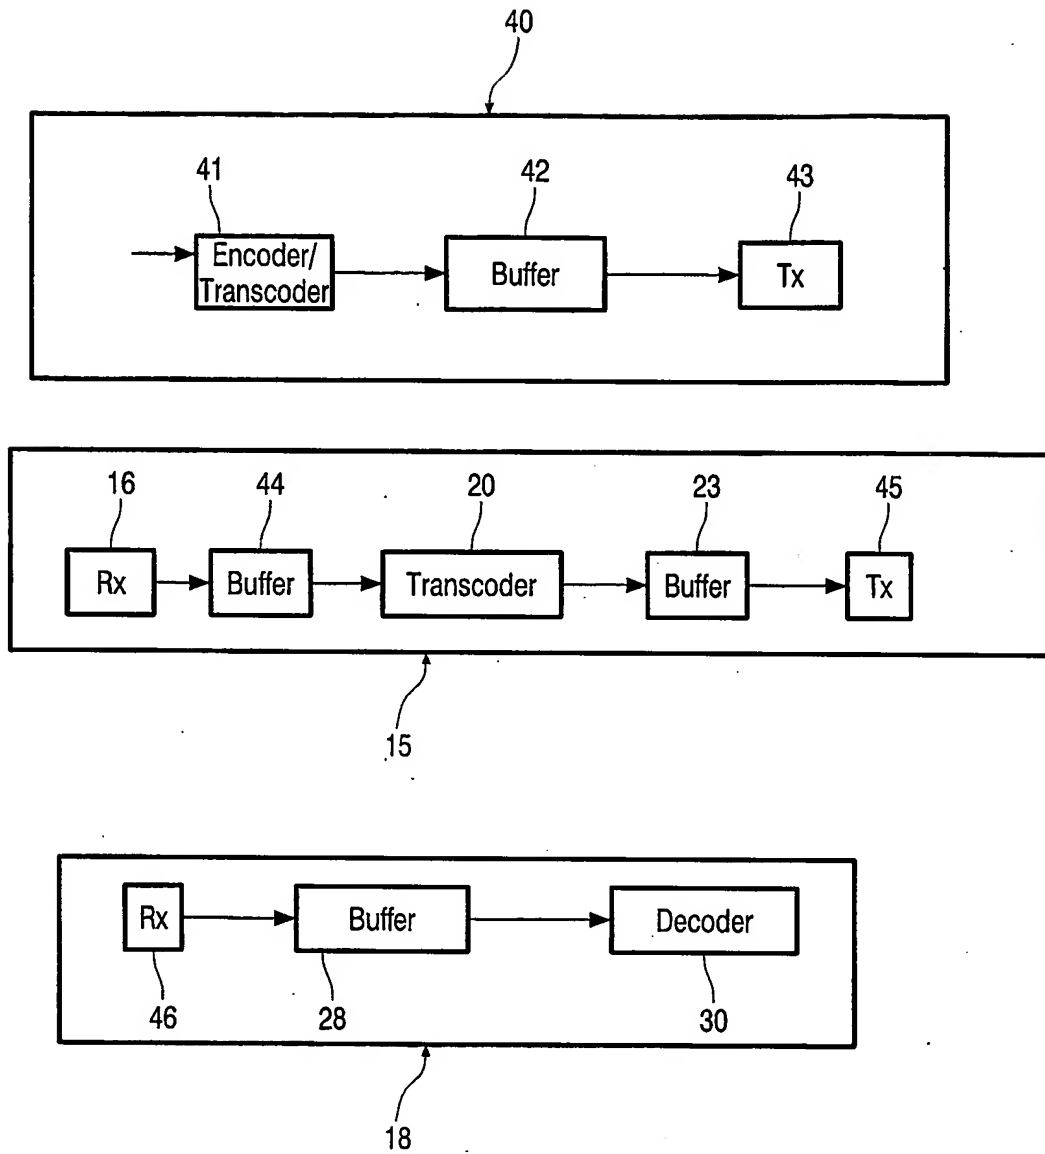 40
41
42
43
Encoder/
Transcoder
Buffer
Tx
16
44
20
23
45
Rx
Buffer
Transcoder
Buffer
Tx
15
Rx
Buffer
Decoder
46
28
30
18